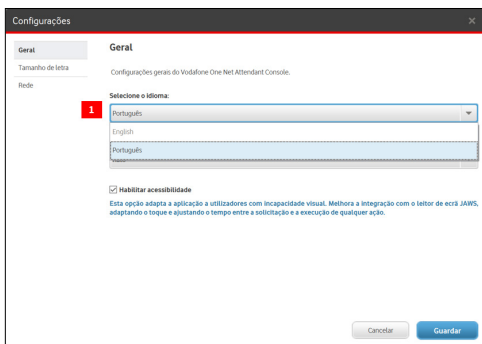 Configurações
Geral
Tamanho de letra
Rede
Geral
Configurações gerais do Vodafone One Net Attendant Console.
Selecione o idioma:
1
Português
English
Português
Habilitar acessibilidade
Esta opção adapta a aplicação a utilizadores com incapacidade visual. Melhora a integração com o leitor de ecrã JAWS,
adaptando o toque e ajustando o tempo entre a solicitação e a execução de qualquer ação.
Cancelar
Guardar